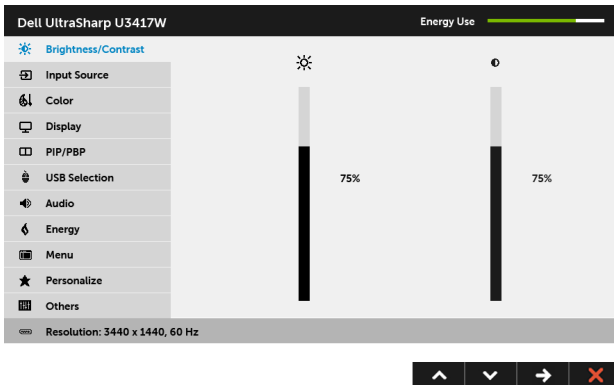 Dell UltraSharp U3417W
Energy Use
Brightness/Contrast
Input Source
Color
Display
PIP/PBP
USB Selection
Audio
Energy
Menu
Personalize
Others
75%
75%
Resolution: 3440 x 1440, 60 Hz